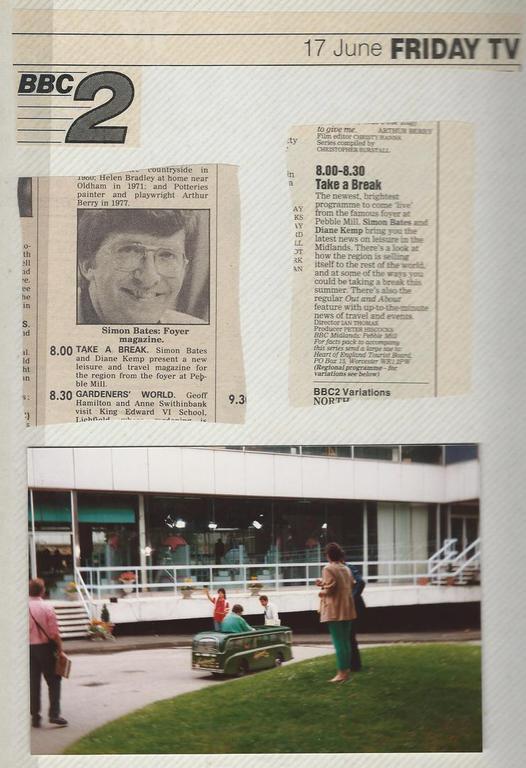 17 June FRIDAY TV
BBC 2
countryside in
1960; Helen Bradley at home near
Oldham in 1971; and Potteries
painter and playwright Arthur
Berry in 1977.
Simon Bates: Foyer
magazine.
8.00 TAKE A BREAK. Simon Bates
and Diane Kemp present a new
leisure and travel magazine for
the region from the foyer at Peb-
ble Mill.
8.30 GARDENERS' WORLD. Geoff
Hamilton and Anne Swithinbank
visit King Edward VI School,
Lichfield, where gardening is
9.30
to give me. ARTHUR BERRY
Film editor CHRISTY HANNA
Series compiled by
CHRISTOPHER BURSTALL
8.00-8.30
Take a Break
The newest, brightest
programme to come 'live'
from the famous foyer at
Pebble Mill. Simon Bates and
Diane Kemp bring you the
latest news on leisure in the
Midlands. There's a look at
how the region is selling
itself to the rest of the world,
and at some of the ways you
could be taking a break this
summer. There's also the
regular Out and About
feature with up-to-the-minute
news of travel and events.
Director IAN THOMAS
Producer PETER HISCOCKS
BBC Midlands: Pebble Mill
For facts pack to accompany
this series send a large sae to:
Heart of England Tourist Board,
PO Box 15, Worcester WR1 2PW
(Regional programme - for
variations see below)
BBC2 Variations
NORTH